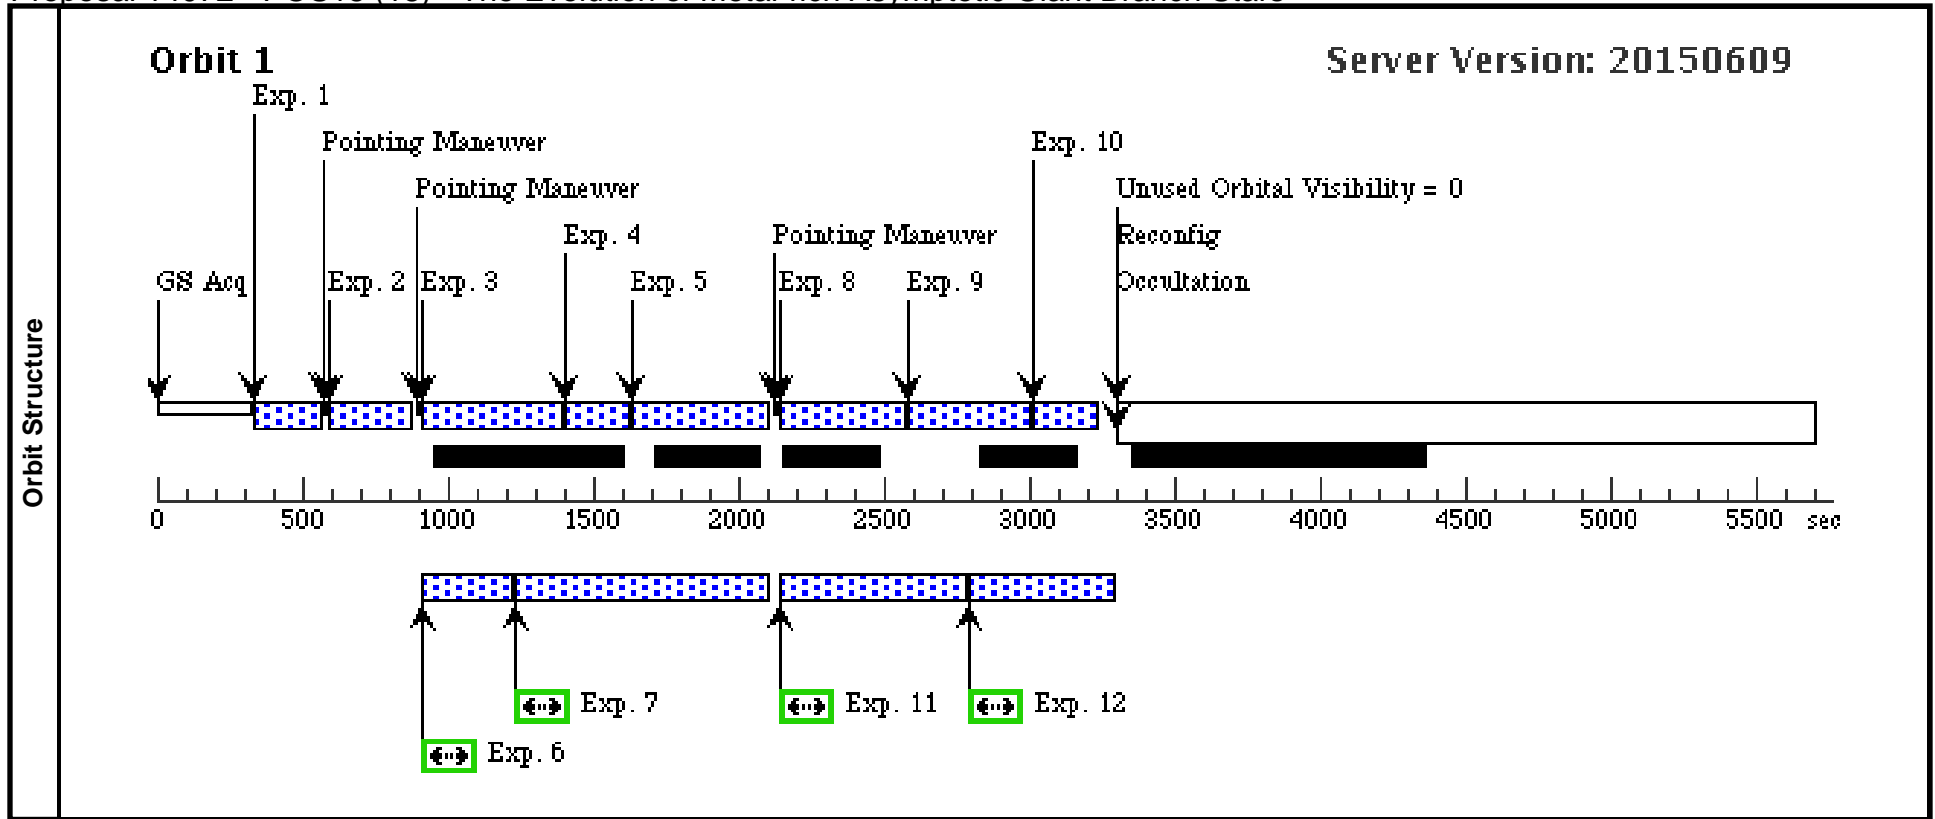 Orbit 1
Server Version: 20150609
Exp. 1
Pointing Maneuver
Exp. 10
Pointing Maneuver
Unused Orbital Visibility = 0
Exp. 4
Pointing Maneuver
Reconfig
GS Acq
Exp. 2
Exp. 3
Exp. 5
Exp. 8
Exp. 9
Occultation
Orbit Structure
0 500 1000 1500 2000 2500 3000 3500 4000 4500 5000 5500 sec
Exp. 7
Exp. 11
Exp. 12
Exp. 6